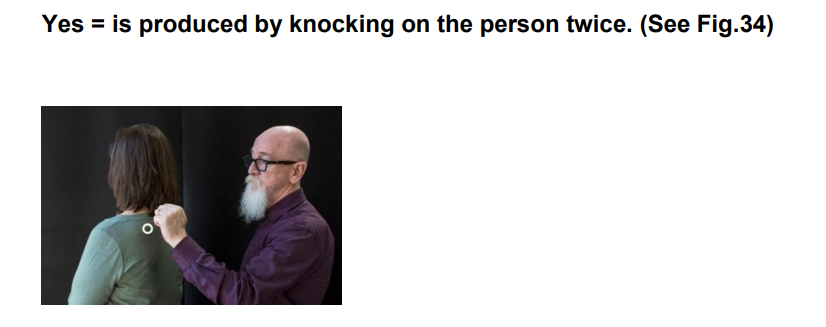 Yes = is produced by knocking on the person twice. (See Fig.34)